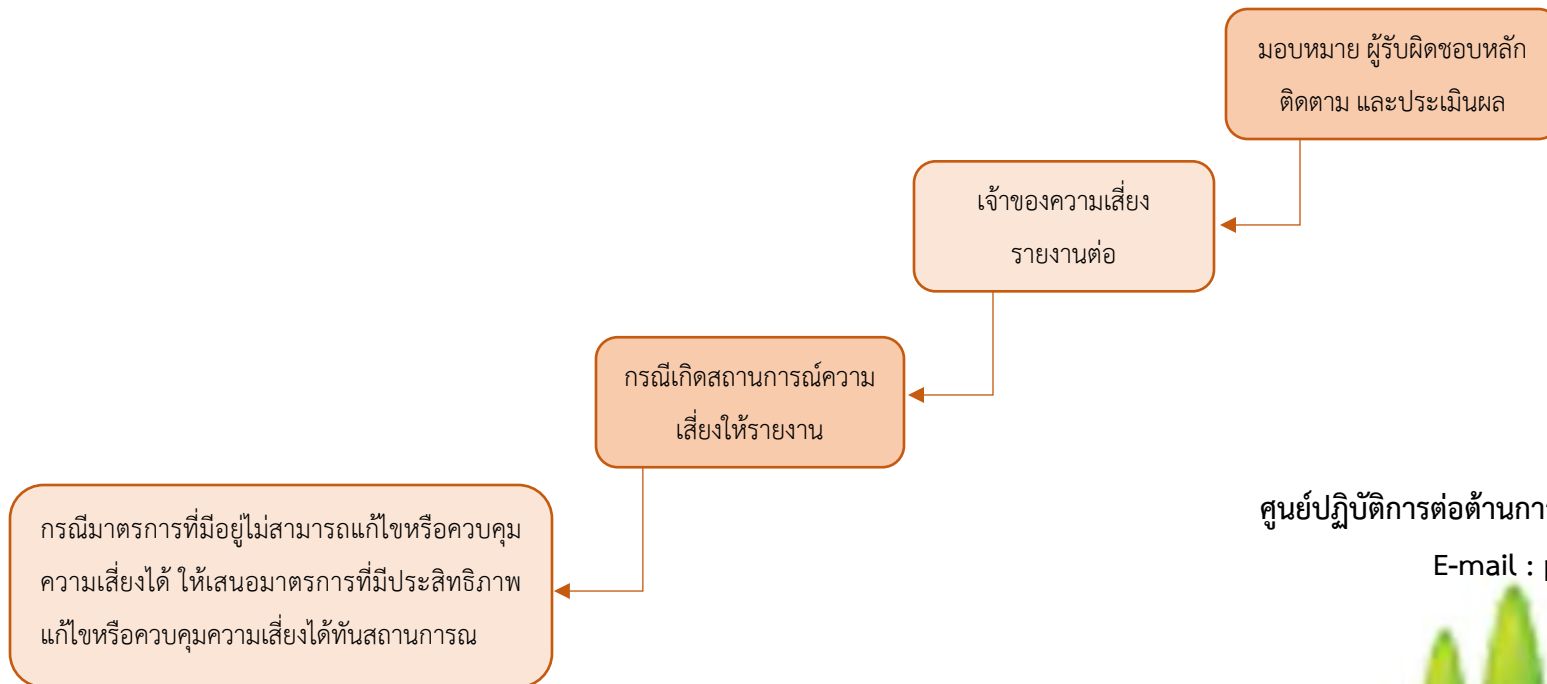 มอบหมาย ผู้รับผิดชอบหลัก
ติดตาม และประเมินผล
เจ้าของความเสี่ยง
รายงานต่อ
กรณีเกิดสถานการณ์ความ
เสี่ยงให้รายงาน
กรณีมาตรการที่มีอยู่ไม่สามารถแก้ไขหรือควบคุม
ความเสี่ยงได้ ให้เสนอมาตรการที่มีประสิทธิภาพ
แก้ไขหรือควบคุมความเสี่ยงได้ทันสถานการณ
ศูนย์ปฏิบัติการต่อต้าน
E-mail :